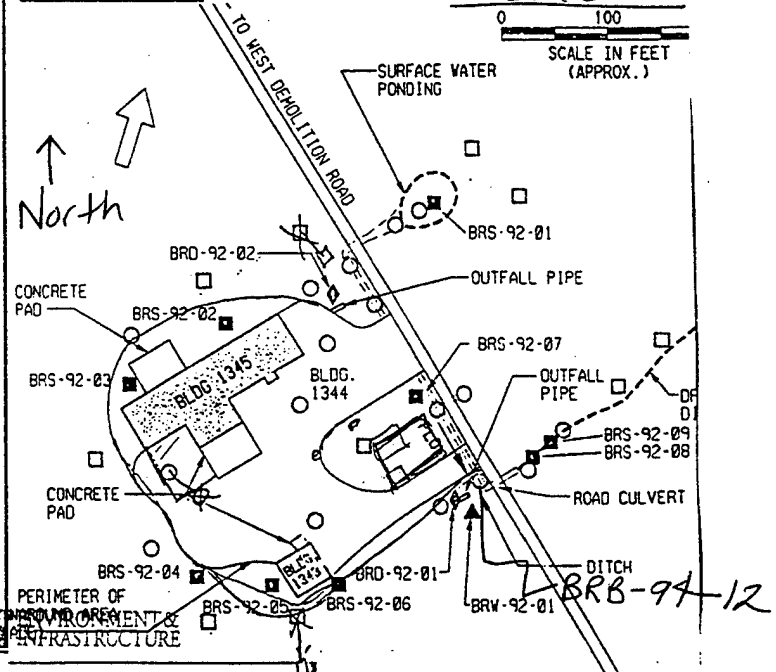 0 100
SCALE IN FEET
(APPROX.)
- TO WEST DEMOLITION ROAD
SURFACE WATER
PONDING
North
BRS-92-01
BRD-92-02
OUTFALL PIPE
CONCRETE
PAD
BRS-92-02
BRS-92-07
BLDG 1345
BLDG.
1344
OUTFALL
PIPE
BRS-92-03
BRS-92-09
BRS-92-08
CONCRETE
PAD
ROAD CULVERT
DITCH
BRS-92-04
BLDG.
1343
BRD-92-01
BRB-94-12
PERIMETER OF
BRS-92-05
BRS-92-06
BRW-92-01
ENVIRONMENT &
INFRASTRUCTURE